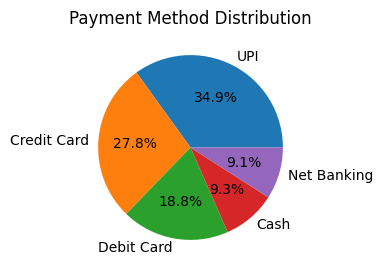 Payment Method Distribution
UPI
34.9%
Credit Card
27.8%
9.1%
Net Banking
9.3%
18.8%
Cash
Debit Card